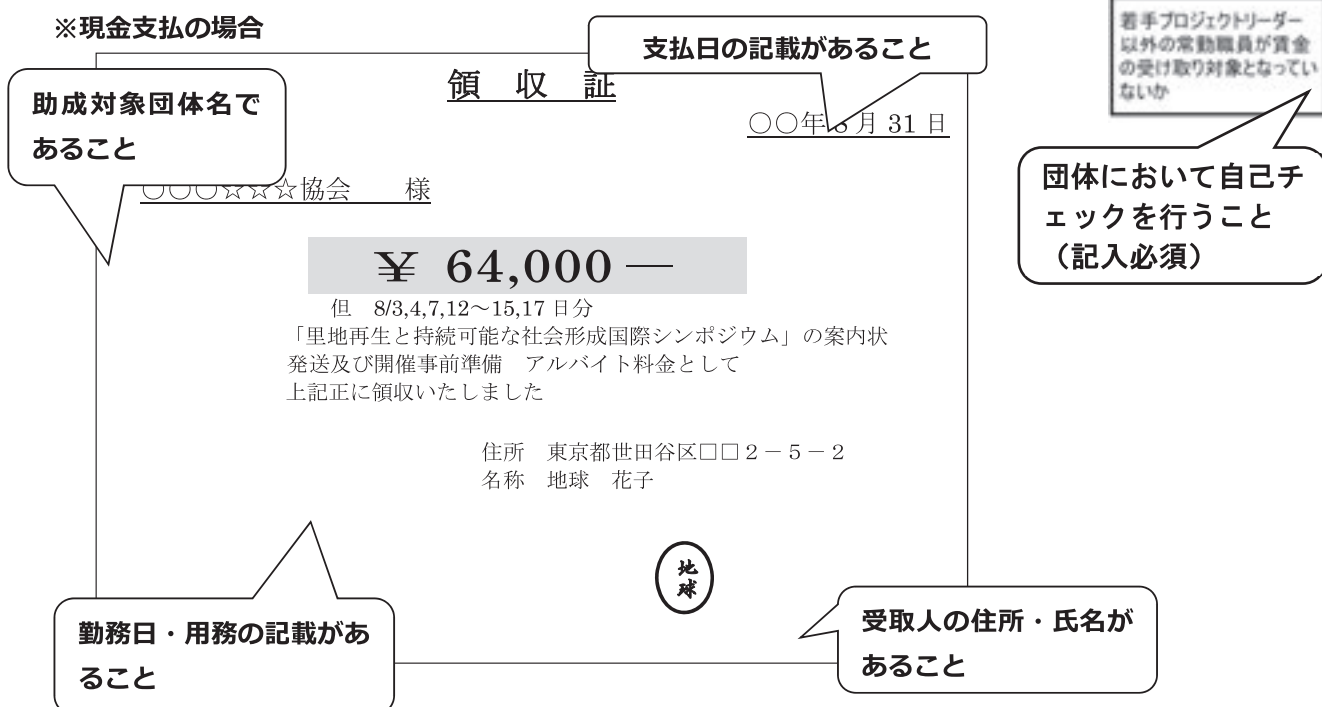 ※現金支払の場合
若手プロジェクトリーダー
以外の常勤職員が賃金
の受け取り対象となってい
ないか
支払日の記載があること
領 収 証
助成対象団体名で
あること
○○年8月31日
団体において自己チ
ェックを行うこと
（記入必須）
○○○☆☆☆協会 様
¥ 64,000―
但 8/3,4,7,12～15,17日分
「里地再生と持続可能な社会形成国際シンポジウム」の案内状
発送及び開催事前準備 アルバイト料金として
上記正に領収いたしました
住所 東京都世田谷区□□２－５－２
名称 地球 花子
地球
勤務日・用務の記載があ
ること
受取人の住所・氏名が
あること